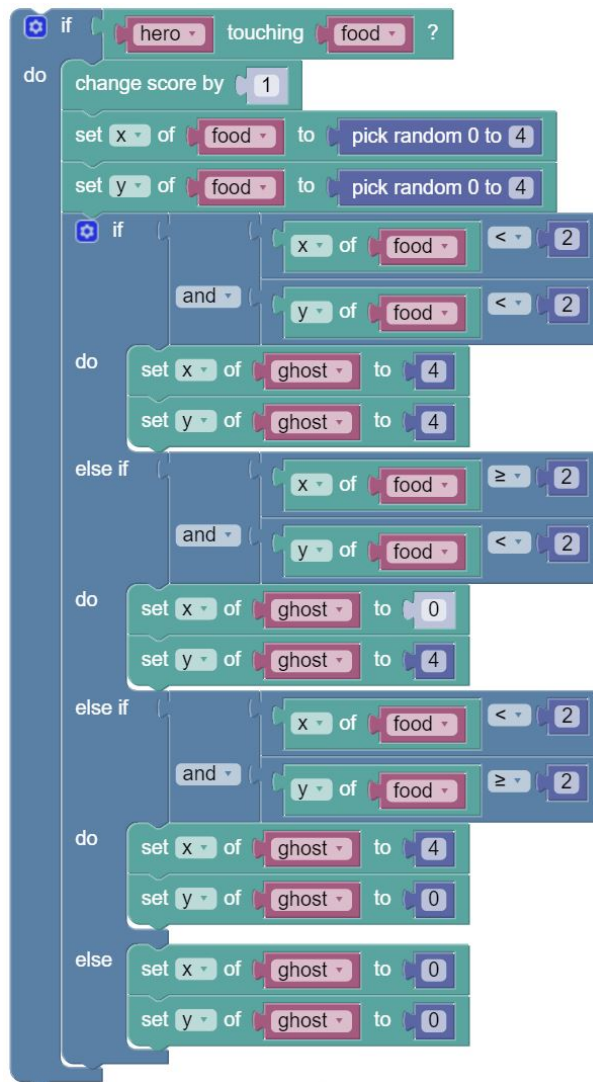 if hero touching food ?
do change score by 1
set x of food to pick random 0 to 4
set y of food to pick random 0 to 4
if x of food < 2
and y of food < 2
do set x of ghost to 4
set y of ghost to 4
else if x of food ≥ 2
and y of food < 2
do set x of ghost to 0
set y of ghost to 4
else if x of food < 2
and y of food ≥ 2
do set x of ghost to 4
set y of ghost to 0
else set x of ghost to 0
set y of ghost to 0